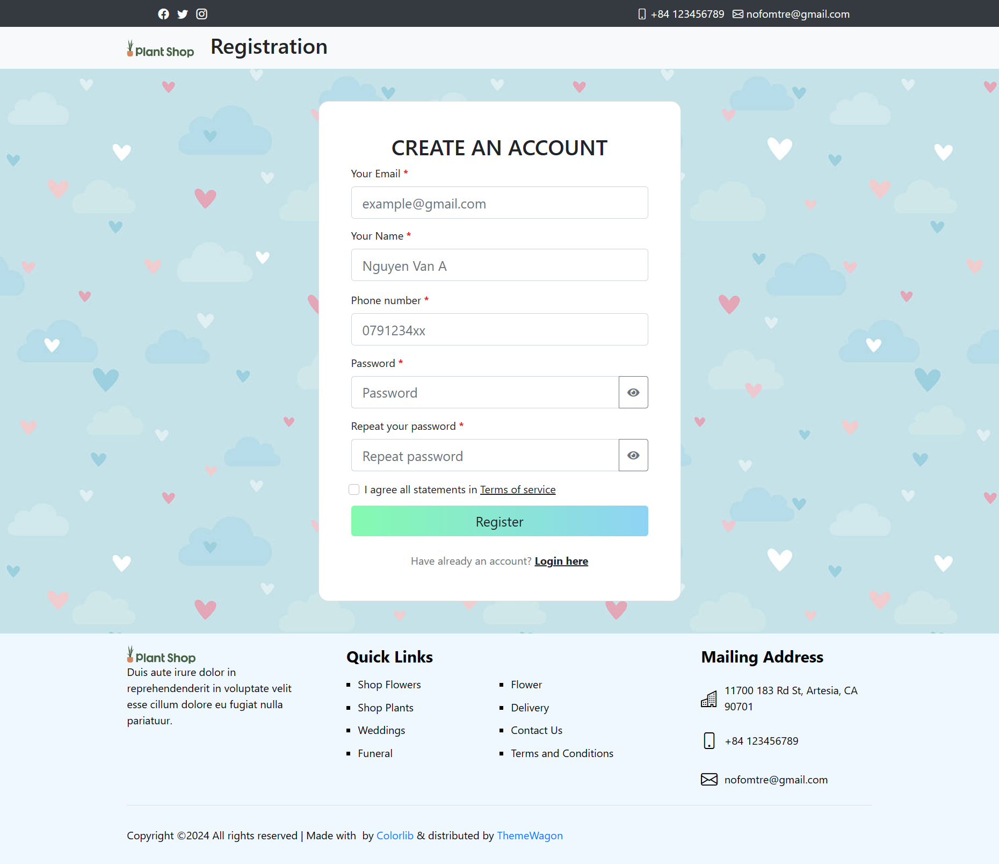 +84 123456789 nofomtre@gmail.com
Plant Shop Registration
CREATE AN ACCOUNT
Your Email *
example@gmail.com
Your Name *
Nguyen Van A
Phone number *
0791234xx
Password *
Password
Repeat your password *
Repeat password
I agree all statements in Terms of service
Register
Have already an account? Login here
Plant Shop
Duis aute irure dolor in
reprehendenderit in voluptate velit
esse cillum dolore eu fugiat nulla
pariatuur.
Quick Links
Shop Flowers
Shop Plants
Weddings
Funeral
Flower
Delivery
Contact Us
Terms and Conditions
Mailing Address
11700 183 Rd St, Artesia, CA
90701
+84 123456789
nofomtre@gmail.com
Copyright ©2024 All rights reserved | Made with by Colorlib & distributed by ThemeWagon